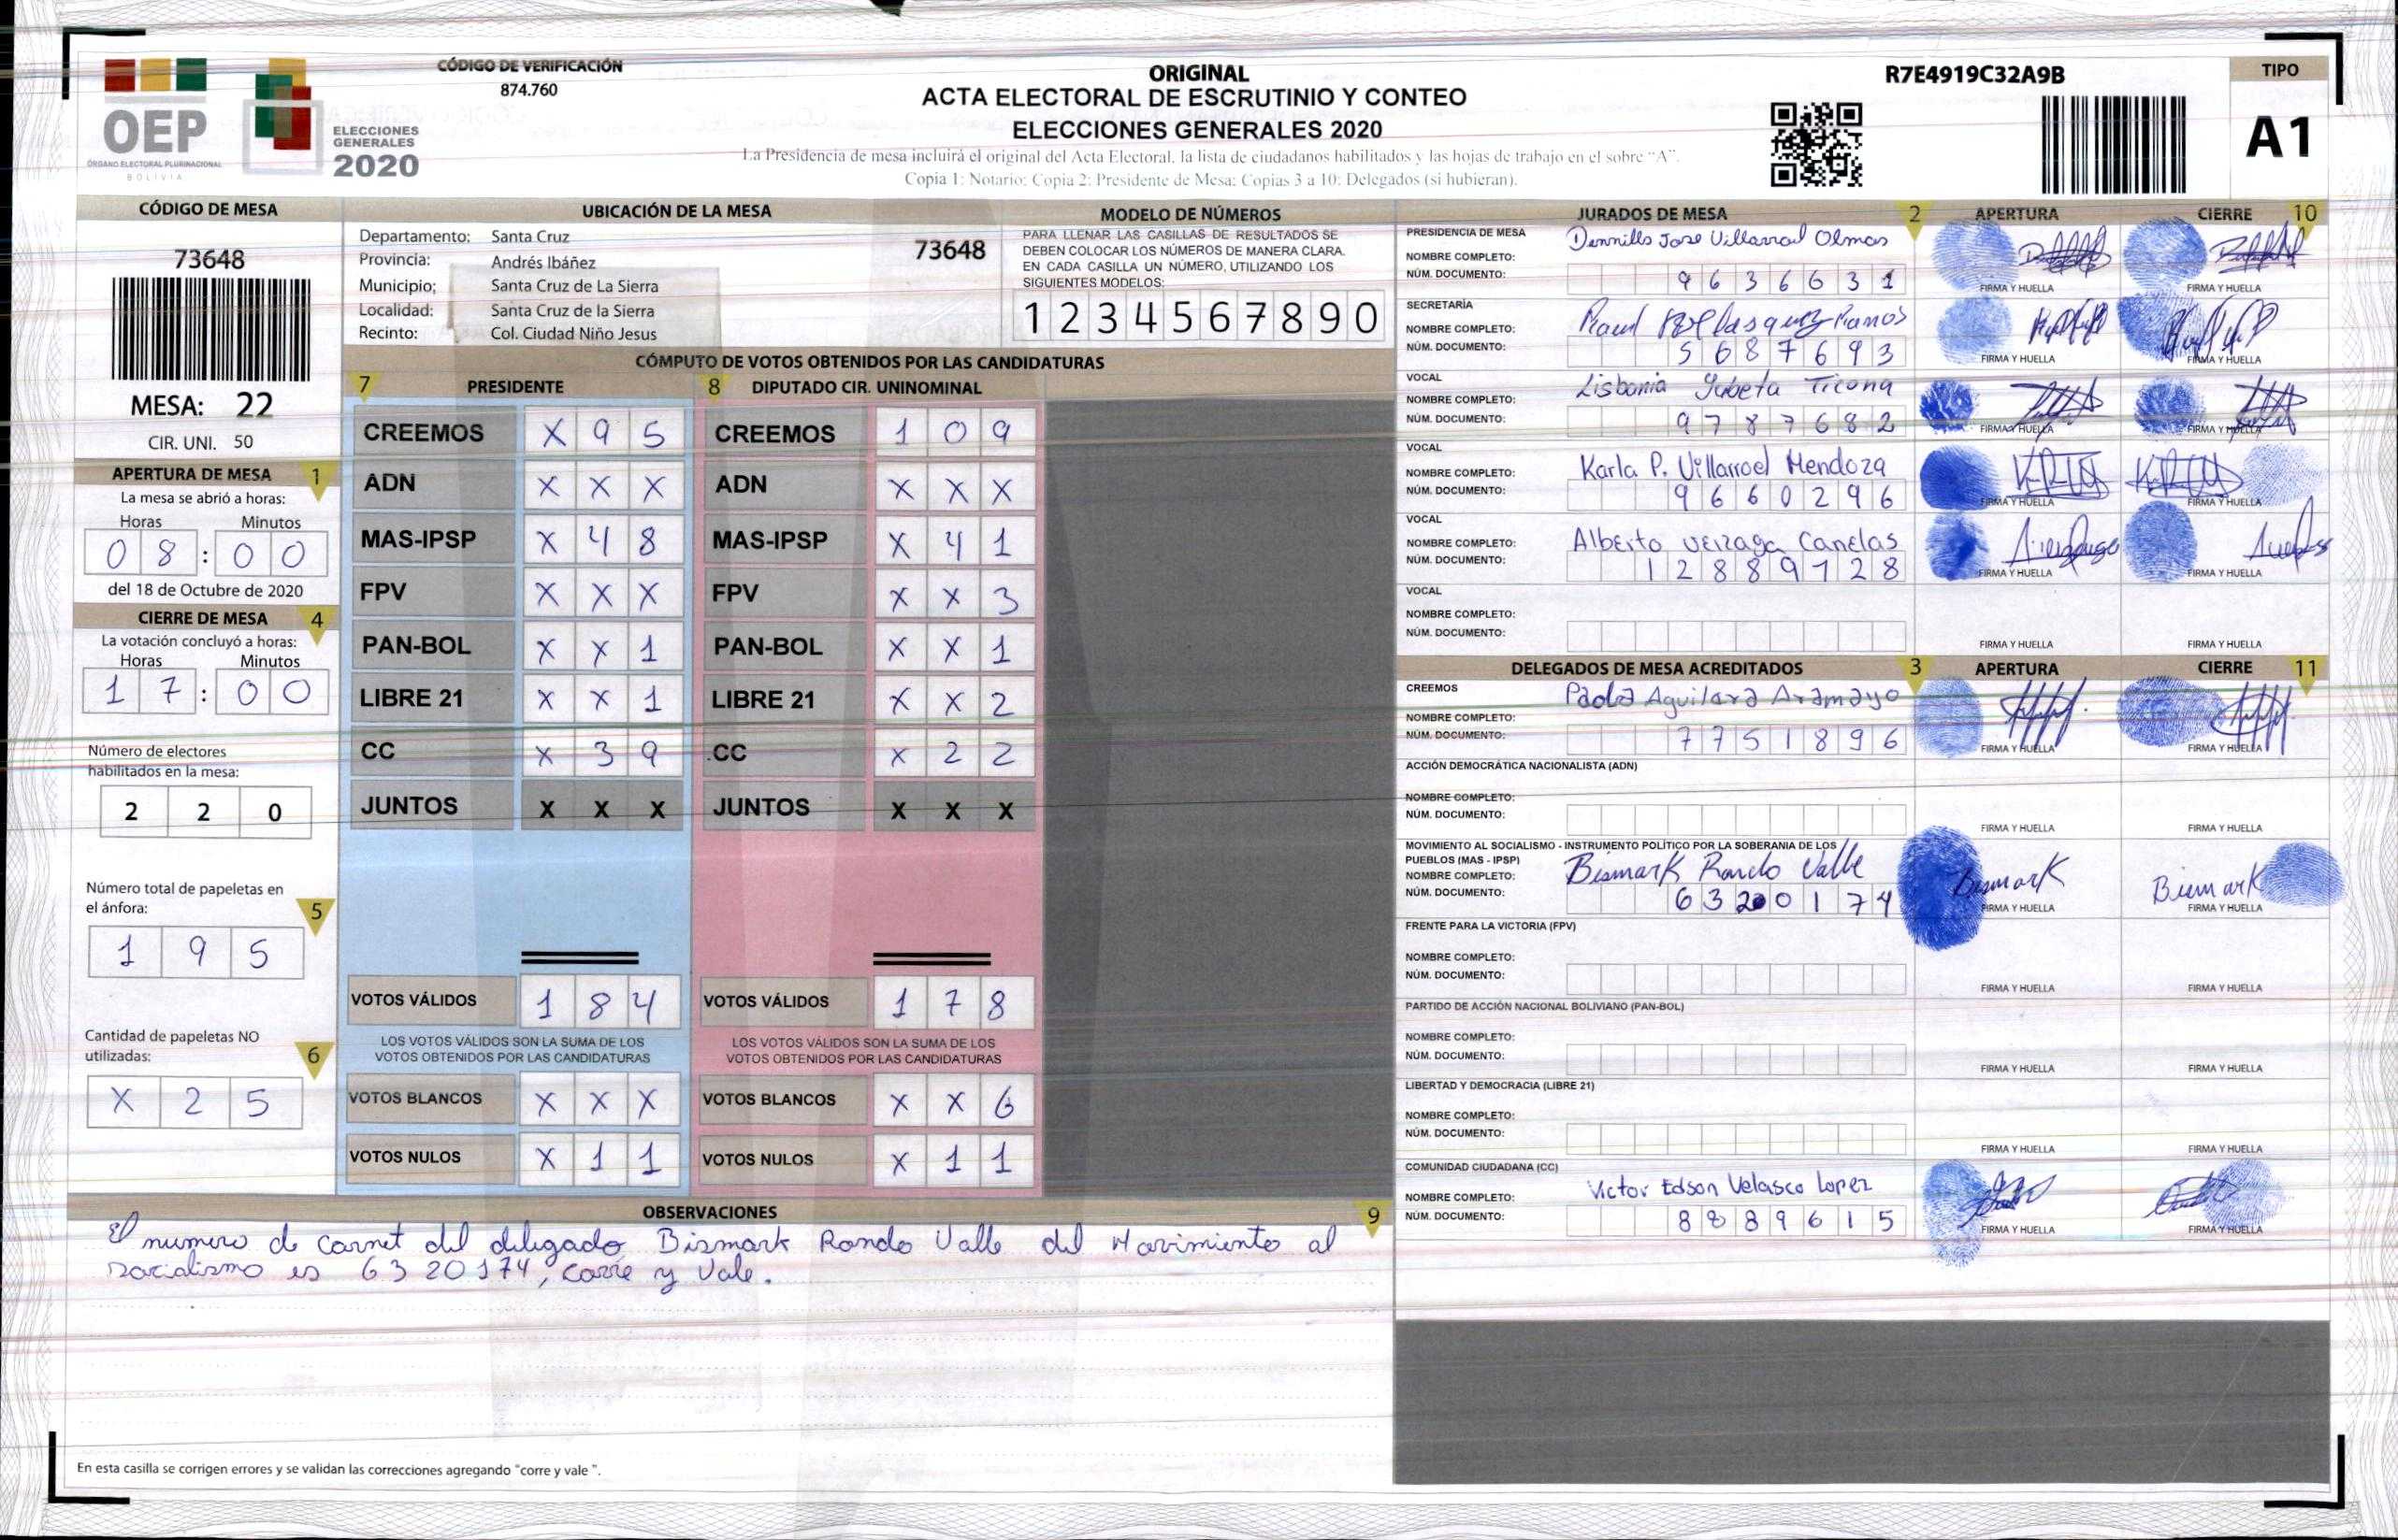 CÓDIGO DE VERIFICACIÓN
874.760
OEP
ÓRGANO ELECTORAL PLURINACIONAL
BOLIVIA
ELECCIONES
GENERALES
2020
ORIGINAL
ACTA ELECTORAL DE ESCRUTINIO Y CONTEO
ELECCIONES GENERALES 2020
La Presidencia de mesa incluirá el original del Acta Electoral, la lista de ciudadanos habilitados y las hojas de trabajo en el sobre "A".
Copia 1: Notario; Copia 2: Presidente de Mesa; Copias 3 a 10: Delegados (si hubieran).
R7E4919C32A9B
TIPO
A1
CÓDIGO DE MESA
73648
MESA: 22
CIR. UNI. 50
APERTURA DE MESA 1
La mesa se abrió a horas:
Horas Minutos
0 8 : 0 0
del 18 de Octubre de 2020
CIERRE DE MESA 4
La votación concluyó a horas:
Horas Minutos
1 7 : 0 0
Número de electores
habilitados en la mesa:
2 2 0
Número total de papeletas en
el ánfora: 5
1 9 5
Cantidad de papeletas NO
utilizadas: 6
X 2 5
UBICACIÓN DE LA MESA
Departamento: Santa Cruz
Provincia: Andrés Ibáñez
Municipio: Santa Cruz de La Sierra
Localidad: Santa Cruz de la Sierra
Recinto: Col. Ciudad Niño Jesus
73648
MODELO DE NÚMEROS
PARA LLENAR LAS CASILLAS DE RESULTADOS SE
DEBEN COLOCAR LOS NÚMEROS DE MANERA CLARA.
EN CADA CASILLA UN NÚMERO, UTILIZANDO LOS
SIGUIENTES MODELOS:
1 2 3 4 5 6 7 8 9 0
CÓMPUTO DE VOTOS OBTENIDOS POR LAS CANDIDATURAS
7 PRESIDENTE 8 DIPUTADO CIR. UNINOMINAL
CREEMOS X 9 5 CREEMOS 1 0 9
ADN X X X ADN X X X
MAS-IPSP X 4 8 MAS-IPSP X 4 1
FPV X X X FPV X X 3
PAN-BOL X X 1 PAN-BOL X X 1
LIBRE 21 X X 1 LIBRE 21 X X 2
CC X 3 9 CC X 2 2
JUNTOS X X X JUNTOS X X X
VOTOS VÁLIDOS 1 8 4 VOTOS VÁLIDOS 1 7 8
LOS VOTOS VÁLIDOS SON LA SUMA DE LOS LOS VOTOS VÁLIDOS SON LA SUMA DE LOS
VOTOS OBTENIDOS POR LAS CANDIDATURAS VOTOS OBTENIDOS POR LAS CANDIDATURAS
VOTOS BLANCOS X X X VOTOS BLANCOS X X 6
VOTOS NULOS X 1 1 VOTOS NULOS X 1 1
OBSERVACIONES 9
El numero de carnet del delegado Bismark Rando Valle del Movimiento al
socialismo es 6320174, corre y vale.
En esta casilla se corrigen errores y se validan las correcciones agregando "corre y vale ".
JURADOS DE MESA 2 APERTURA CIERRE 10
PRESIDENCIA DE MESA Jose Villarroel Olmos
NOMBRE COMPLETO:
NÚM. DOCUMENTO: 9 6 3 6 6 3 1
FIRMA Y HUELLA FIRMA Y HUELLA
SECRETARÍA
NOMBRE COMPLETO: Raul Ramos
NÚM. DOCUMENTO: 5 6 8 7 6 9 3
FIRMA Y HUELLA FIRMA Y HUELLA
VOCAL
NOMBRE COMPLETO: Ticona
NÚM. DOCUMENTO: 9 7 8 7 6 8 2
FIRMA Y HUELLA FIRMA Y HUELLA
VOCAL
NOMBRE COMPLETO: Karla P. Villarroel Mendoza
NÚM. DOCUMENTO: 9 6 6 0 2 9 6
FIRMA Y HUELLA FIRMA Y HUELLA
VOCAL
NOMBRE COMPLETO: Alberto Veizaga Canelas
NÚM. DOCUMENTO: 1 2 8 8 9 7 2 8
FIRMA Y HUELLA FIRMA Y HUELLA
VOCAL
NOMBRE COMPLETO:
NÚM. DOCUMENTO:
FIRMA Y HUELLA FIRMA Y HUELLA
DELEGADOS DE MESA ACREDITADOS 3 APERTURA CIERRE 11
CREEMOS
NOMBRE COMPLETO: Paola Aguilara Aramayo
NÚM. DOCUMENTO: 7 7 5 1 8 9 6
FIRMA Y HUELLA FIRMA Y HUELLA
ACCIÓN DEMOCRÁTICA NACIONALISTA (ADN)
NOMBRE COMPLETO:
NÚM. DOCUMENTO:
FIRMA Y HUELLA FIRMA Y HUELLA
MOVIMIENTO AL SOCIALISMO - INSTRUMENTO POLÍTICO POR LA SOBERANIA DE LOS
PUEBLOS (MAS - IPSP)
NOMBRE COMPLETO: Bismark Rando Valle
NÚM. DOCUMENTO: 6 3 2 0 0 1 7 4
Bismark Bismark
FIRMA Y HUELLA FIRMA Y HUELLA
FRENTE PARA LA VICTORIA (FPV)
NOMBRE COMPLETO:
NÚM. DOCUMENTO:
FIRMA Y HUELLA FIRMA Y HUELLA
PARTIDO DE ACCIÓN NACIONAL BOLIVIANO (PAN-BOL)
NOMBRE COMPLETO:
NÚM. DOCUMENTO:
FIRMA Y HUELLA FIRMA Y HUELLA
LIBERTAD Y DEMOCRACIA (LIBRE 21)
NOMBRE COMPLETO:
NÚM. DOCUMENTO:
FIRMA Y HUELLA FIRMA Y HUELLA
COMUNIDAD CIUDADANA (CC)
NOMBRE COMPLETO: Victor Edson Velasco Lopez
NÚM. DOCUMENTO: 8 8 8 9 6 1 5
FIRMA Y HUELLA FIRMA Y HUELLA